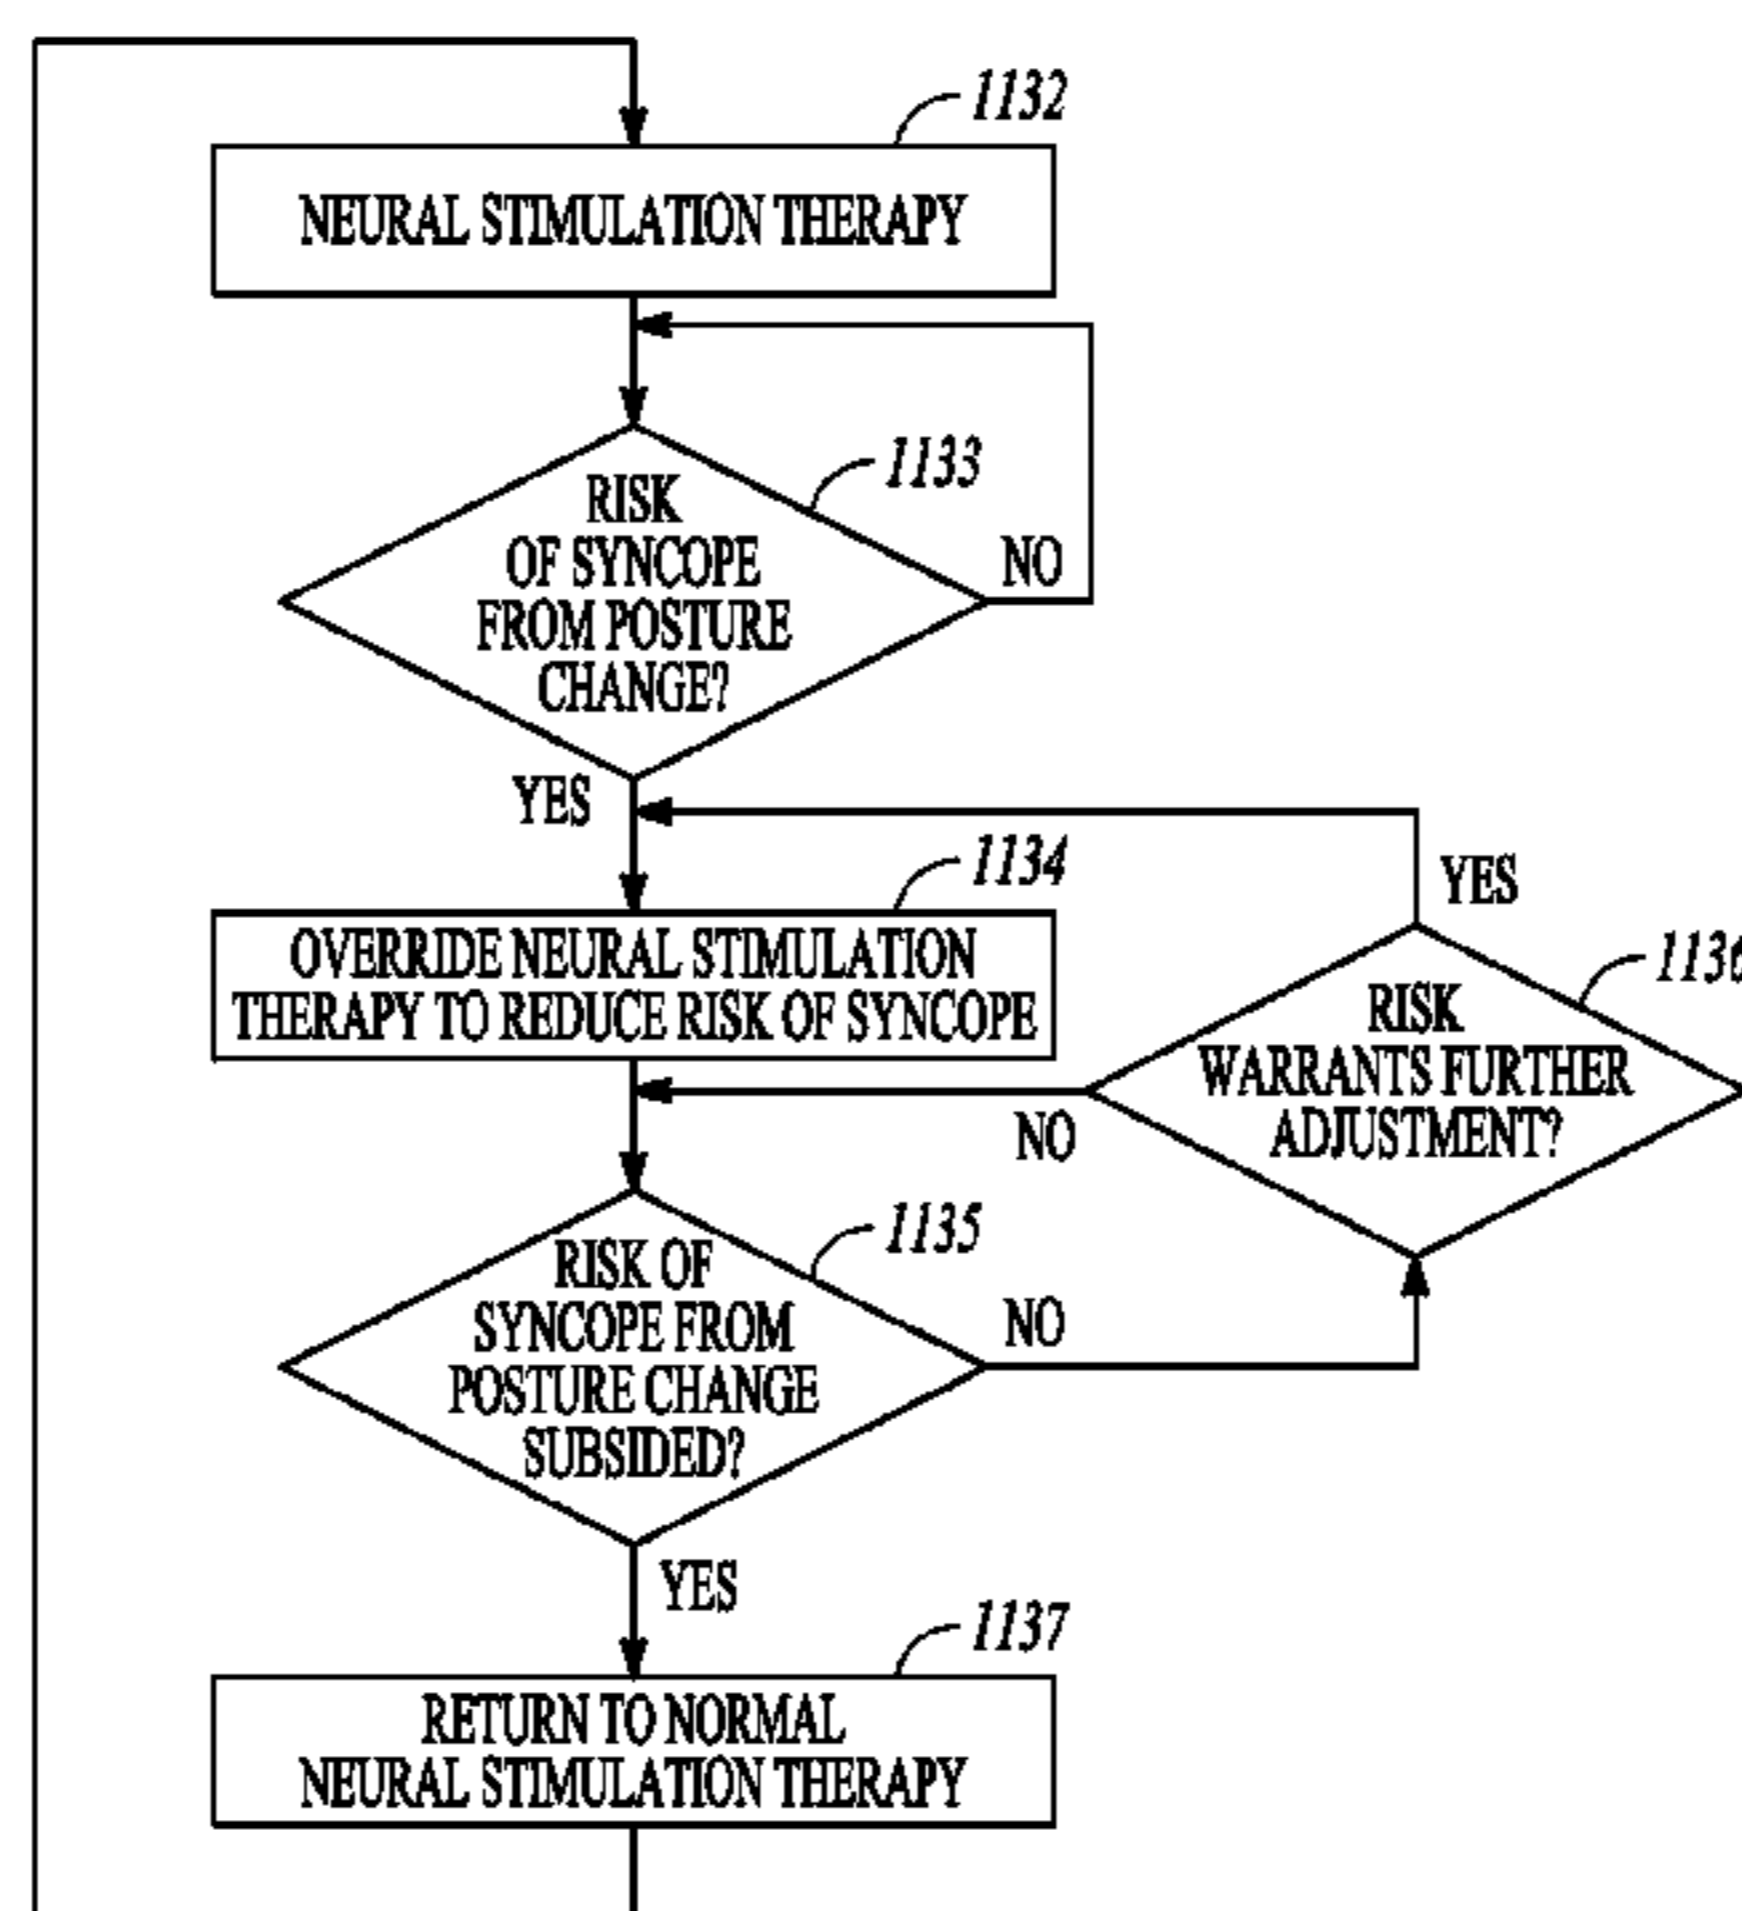 1132
NEURAL STIMULATION THERAPY
1133
RISK
OF SYNCOPE
FROM POSTURE
CHANGE?
NO
YES
1134
OVERRIDE NEURAL STIMULATION
THERAPY TO REDUCE RISK OF SYNCOPE
YES
1136
RISK
WARRANTS FURTHER
ADJUSTMENT?
NO
1135
RISK OF
SYNCOPE FROM
POSTURE CHANGE
SUBSIDED?
NO
YES
1137
RETURN TO NORMAL
NEURAL STIMULATION THERAPY